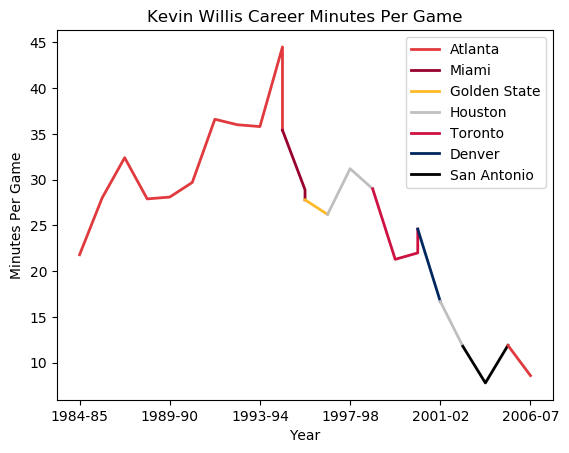 Kevin Willis Career Minutes Per Game
45
40
35
30
25
20
15
10
Minutes Per Game
Atlanta
Miami
Golden State
Houston
Toronto
Denver
San Antonio
1984-85
1989-90
1993-94
1997-98
2001-02
2006-07
Year